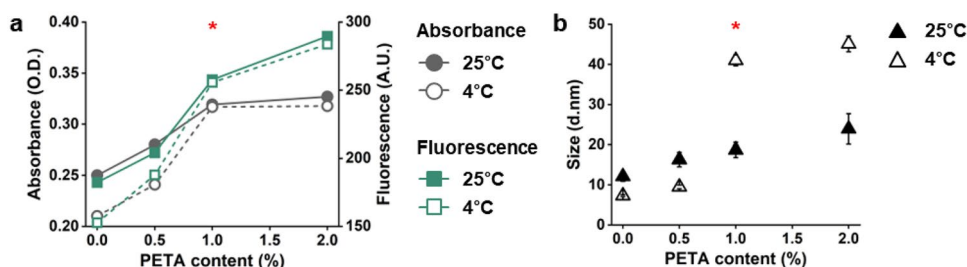 a
0.40
0.35
0.30
0.25
0.20
Absorbance (O.D.)
*
300
250
200
150
Fluorescence (A.U.)
0.0 0.5 1.0 1.5 2.0
PETA content (%)
Absorbance
25°C
4°C
Fluorescence
25°C
4°C
b
50
40
30
20
10
0
Size (d.nm)
*
0.0 0.5 1.0 1.5 2.0
PETA content (%)
25°C
4°C